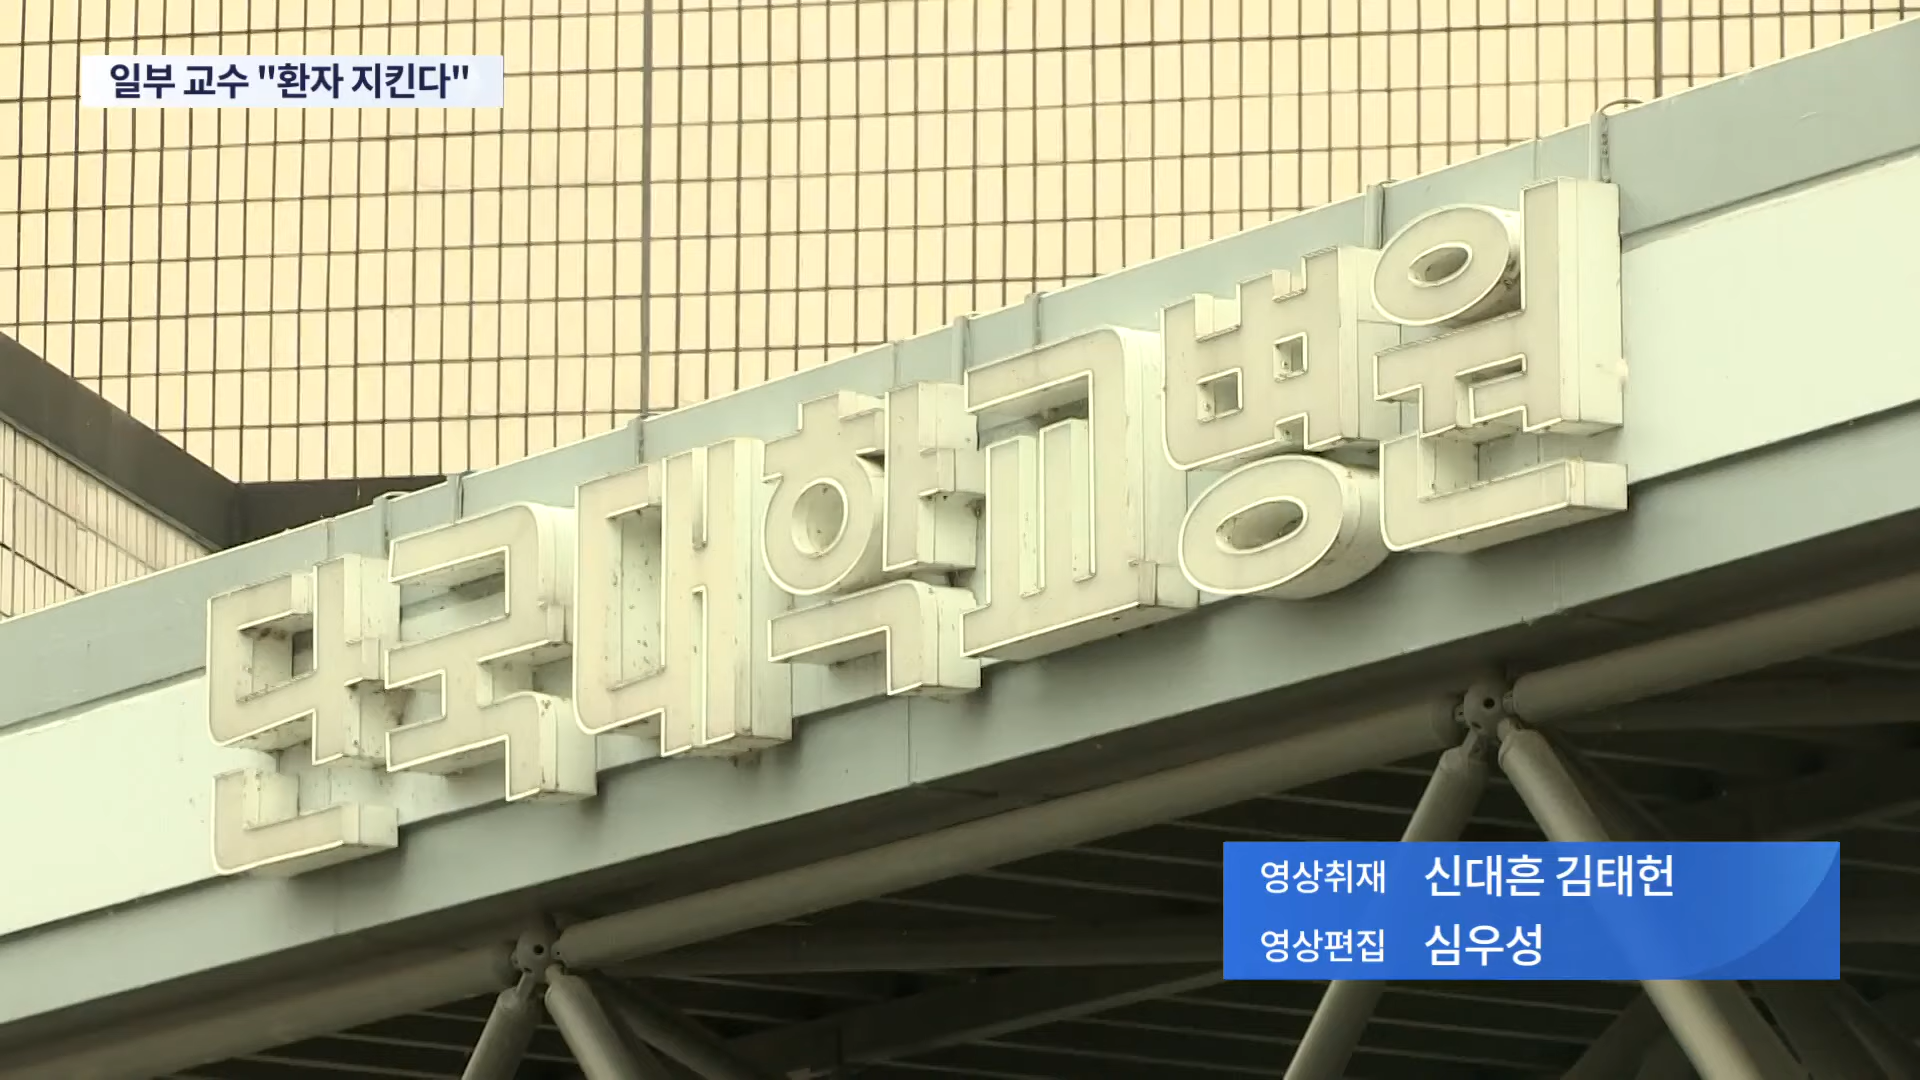 일부 교수 "환자 지킨다"
단국대학교병원
영상취재 신대흔 김태헌
영상편집 심우성